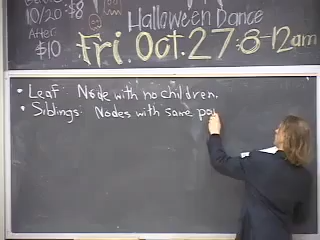 10/20: $8
After
$10
Halloween Dance
Fri. Oct. 27 8-12am
• Leaf: Node with no children.
• Siblings: Nodes with same pa